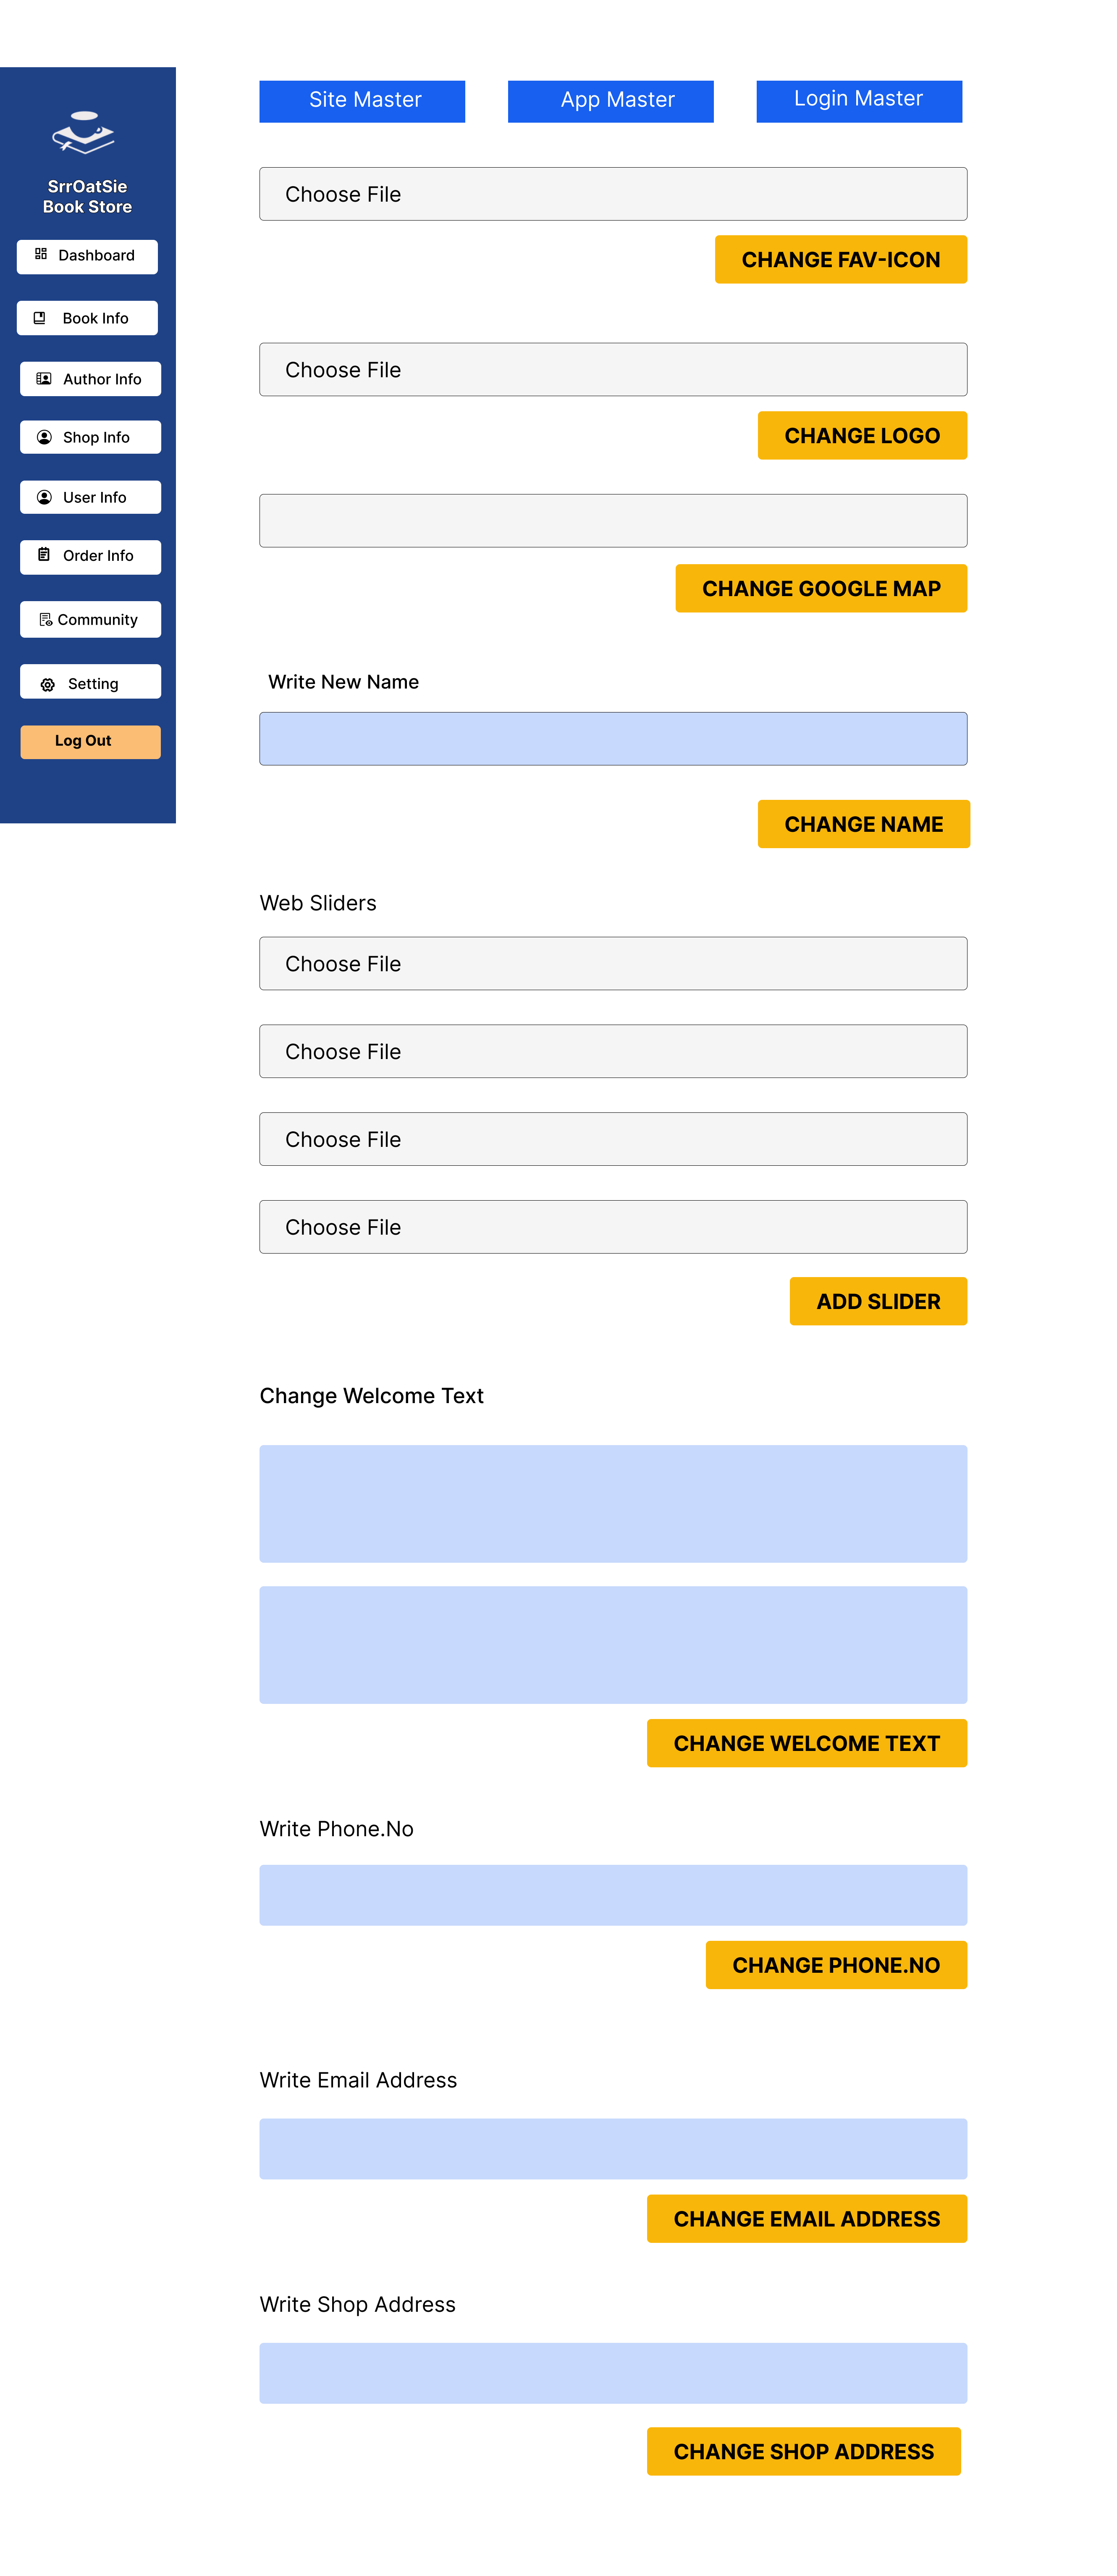 SrrOatSie
Book Store
Dashboard
Book Info
Author Info
Shop Info
User Info
Order Info
Community
Setting
Log Out
Site Master
App Master
Login Master
Choose File
CHANGE FAV-ICON
Choose File
CHANGE LOGO
CHANGE GOOGLE MAP
Write New Name
CHANGE NAME
Web Sliders
Choose File
Choose File
Choose File
Choose File
ADD SLIDER
Change Welcome Text
CHANGE WELCOME TEXT
Write Phone.No
CHANGE PHONE.NO
Write Email Address
CHANGE EMAIL ADDRESS
Write Shop Address
CHANGE SHOP ADDRESS